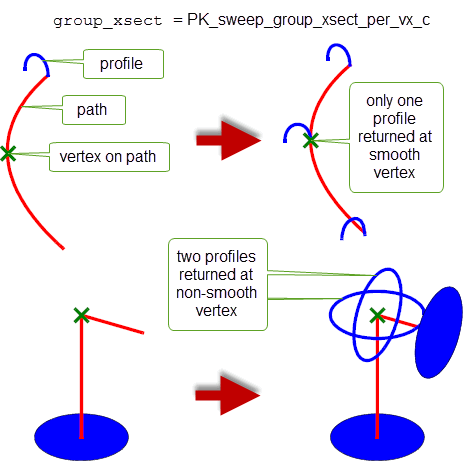 group_xsect = PK_sweep_group_xsect_per_vx_c
profile
path
vertex on path
only one
profile
returned at
smooth
vertex
two profiles
returned at
non-smooth
vertex